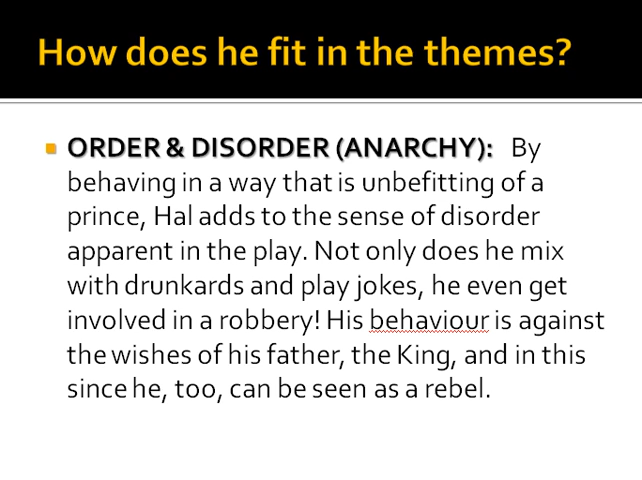 How does he fit in the themes?
ORDER & DISORDER (ANARCHY): By
behaving in a way that is unbefitting of a
prince, Hal adds to the sense of disorder
apparent in the play. Not only does he mix
with drunkards and play jokes, he even get
involved in a robbery! His behaviour is against
the wishes of his father, the King, and in this
since he, too, can be seen as a rebel.